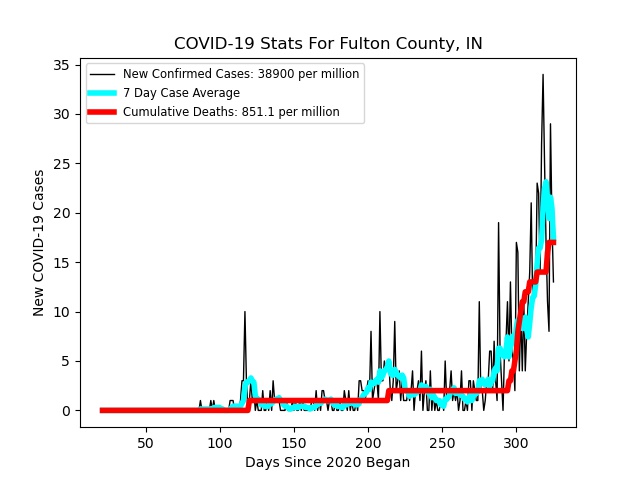 COVID-19 Stats For Fulton County, IN
New Confirmed Cases: 38900 per million
7 Day Case Average
Cumulative Deaths: 851.1 per million
New COVID-19 Cases
35
30
25
20
15
10
5
0
50 100 150 200 250 300
Days Since 2020 Began